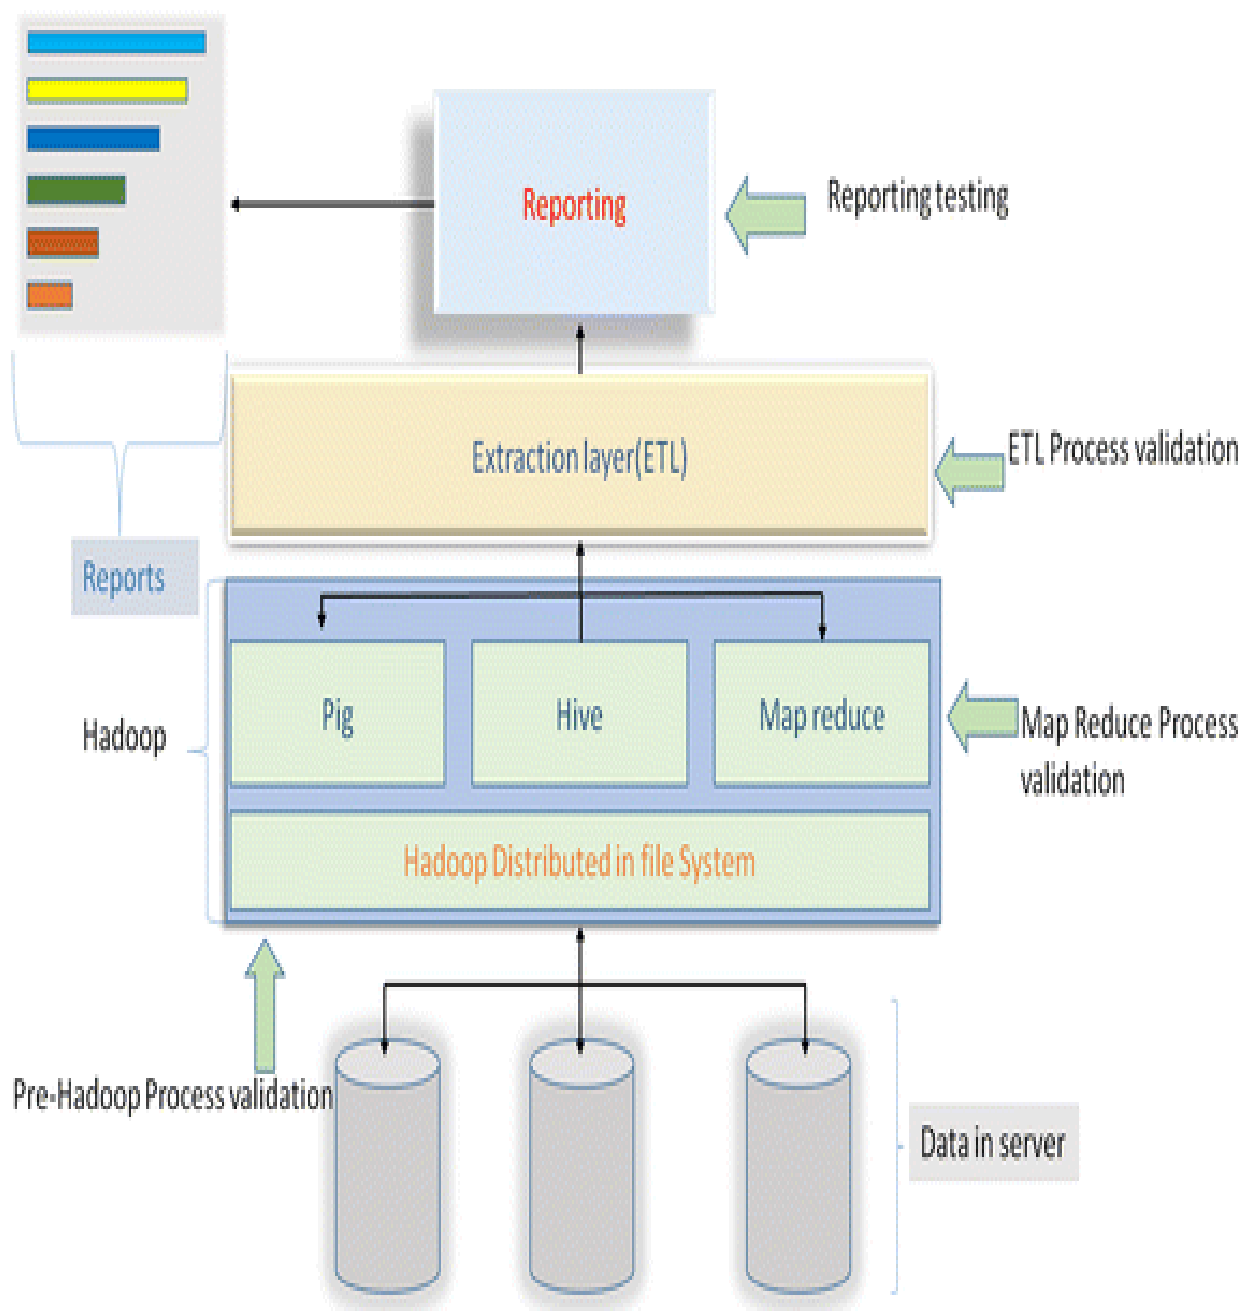 Reporting
Reporting testing
Extraction layer(ETL)
ETL Process validation
Reports
Hadoop
Pig
Hive
Map reduce
Map Reduce Process
validation
Hadoop Distributed in file System
Pre-Hadoop Process validation
Data in server